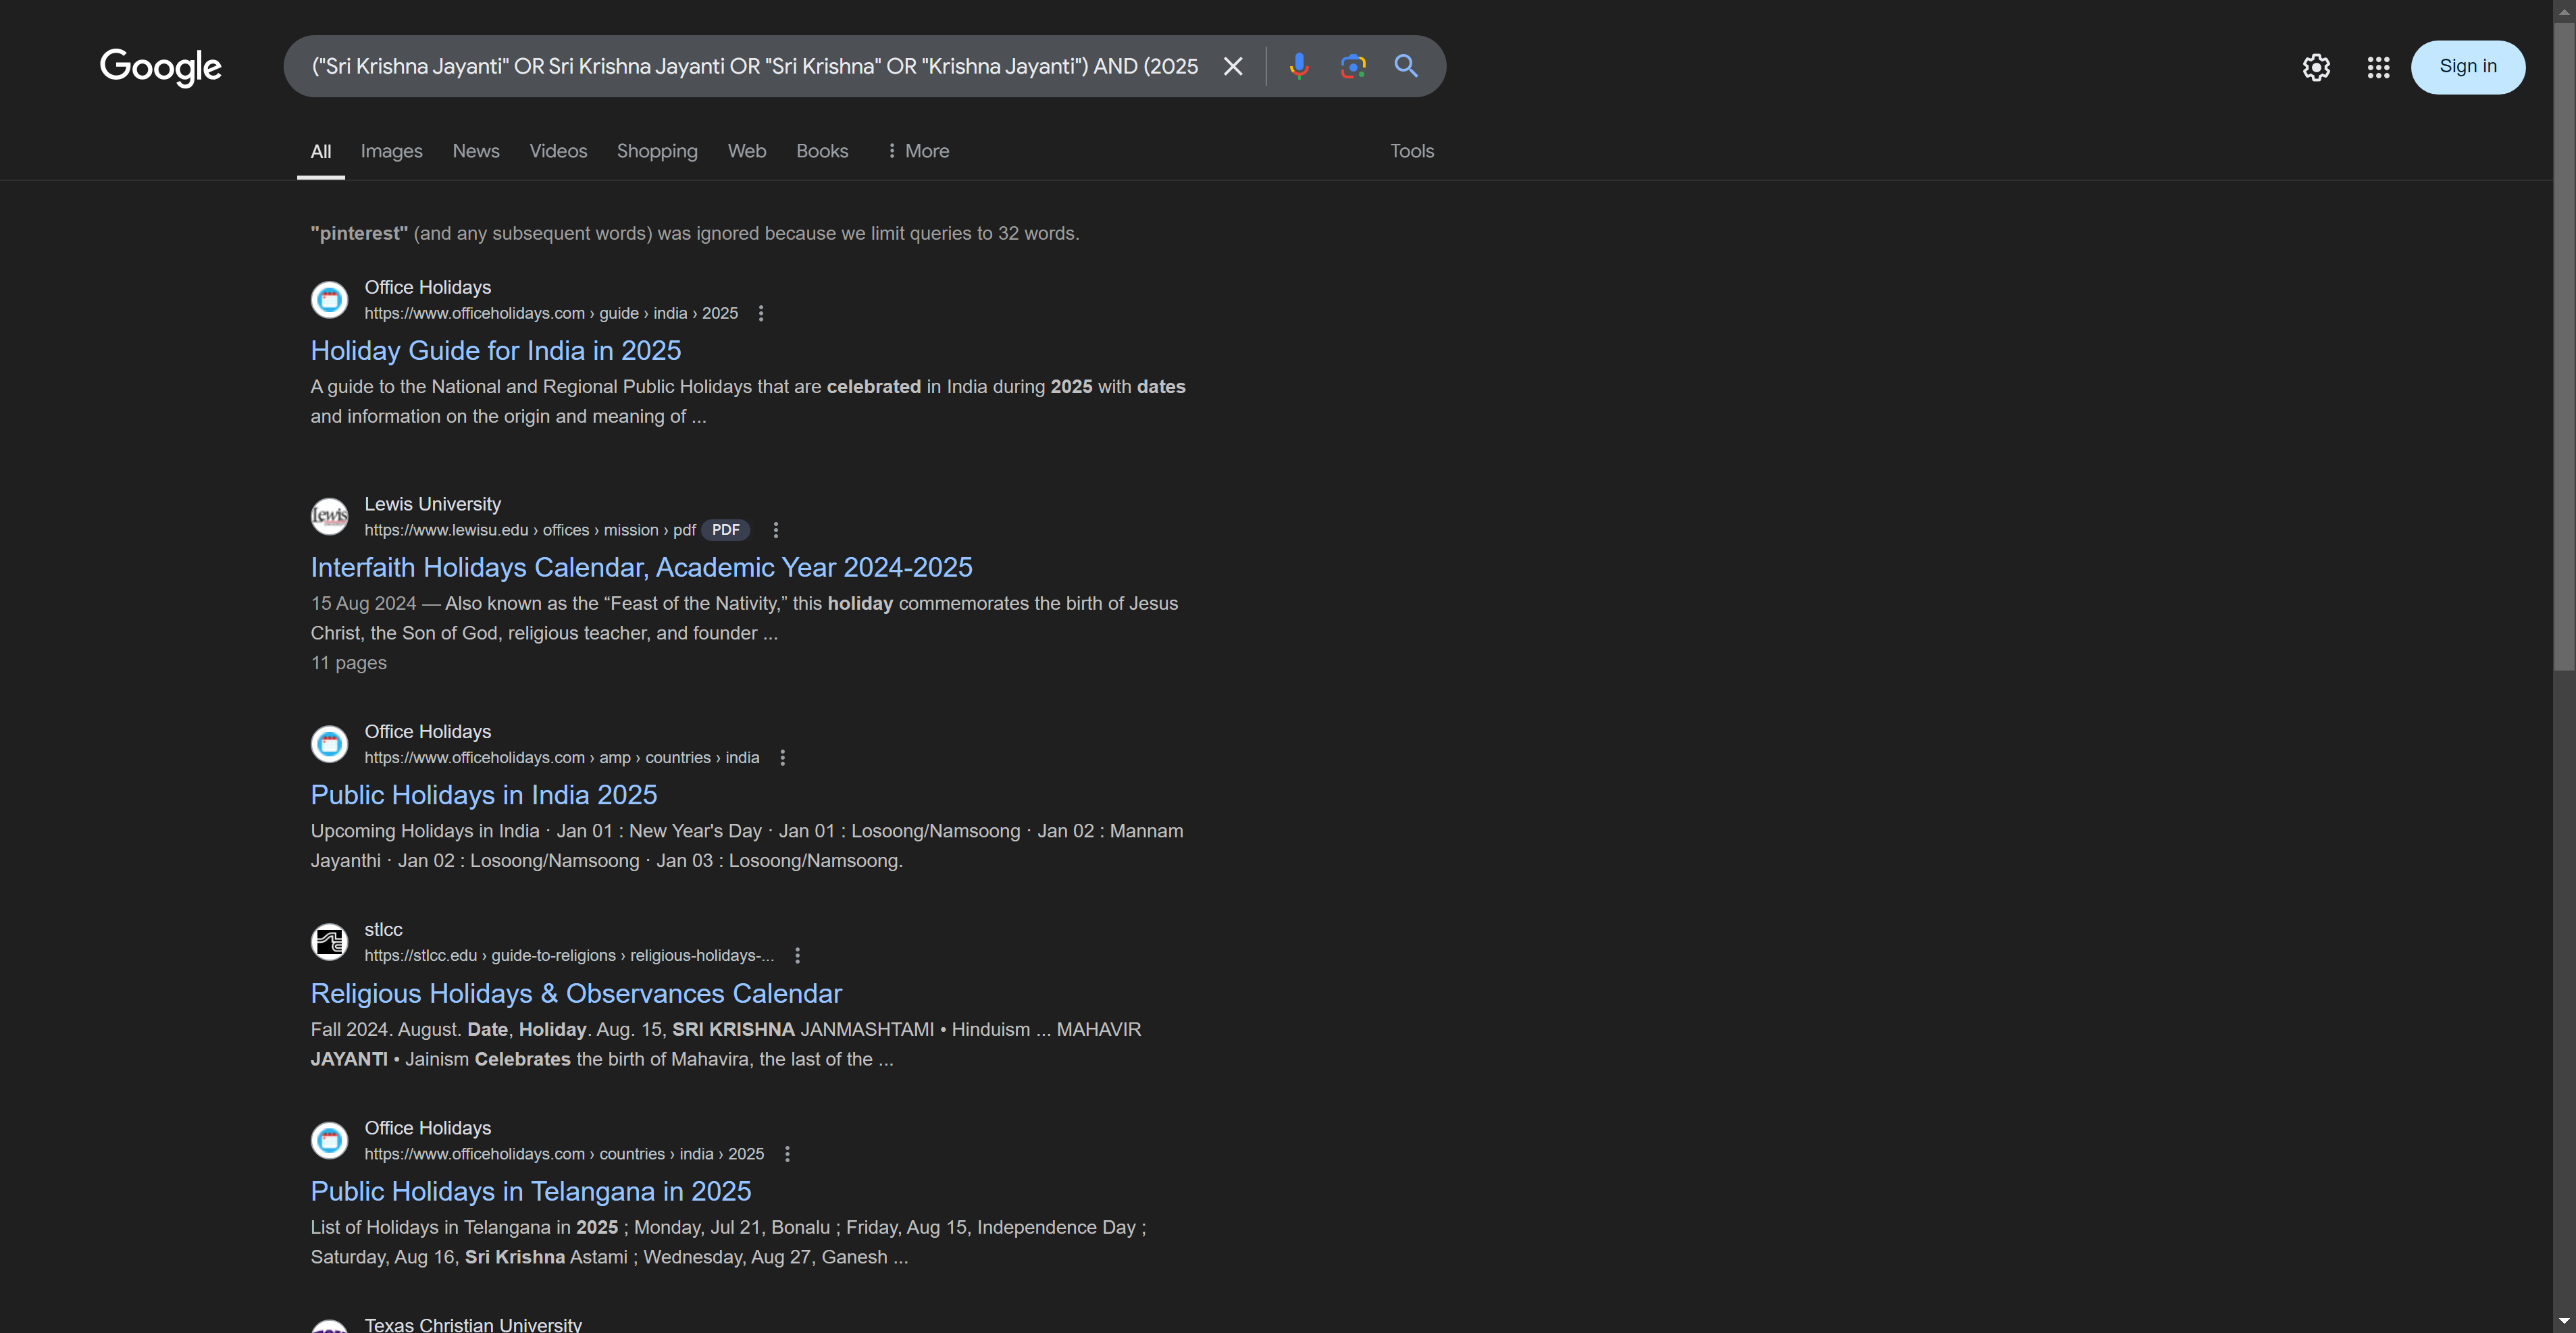 Google
("Sri Krishna Jayanti" OR Sri Krishna Jayanti OR "Sri Krishna" OR "Krishna Jayanti") AND (2025
Sign in
All Images News Videos Shopping Web Books More Tools
"pinterest" (and any subsequent words) was ignored because we limit queries to 32 words.
Office Holidays
https://www.officeholidays.com › guide › india › 2025
Holiday Guide for India in 2025
A guide to the National and Regional Public Holidays that are celebrated in India during 2025 with dates
and information on the origin and meaning of ...
Lewis
Lewis University
https://www.lewisu.edu › offices › mission › pdf PDF
Interfaith Holidays Calendar, Academic Year 2024-2025
15 Aug 2024 — Also known as the “Feast of the Nativity,” this holiday commemorates the birth of Jesus
Christ, the Son of God, religious teacher, and founder ...
11 pages
Office Holidays
https://www.officeholidays.com › amp › countries › india
Public Holidays in India 2025
Upcoming Holidays in India · Jan 01 : New Year's Day · Jan 01 : Losoong/Namsoong · Jan 02 : Mannam
Jayanthi · Jan 02 : Losoong/Namsoong · Jan 03 : Losoong/Namsoong.
stlcc
https://stlcc.edu › guide-to-religions › religious-holidays-...
Religious Holidays & Observances Calendar
Fall 2024. August. Date, Holiday. Aug. 15, SRI KRISHNA JANMASHTAMI • Hinduism ... MAHAVIR
JAYANTI • Jainism Celebrates the birth of Mahavira, the last of the ...
Office Holidays
https://www.officeholidays.com › countries › india › 2025
Public Holidays in Telangana in 2025
List of Holidays in Telangana in 2025 ; Monday, Jul 21, Bonalu ; Friday, Aug 15, Independence Day ;
Saturday, Aug 16, Sri Krishna Astami ; Wednesday, Aug 27, Ganesh ...
Texas Christian University